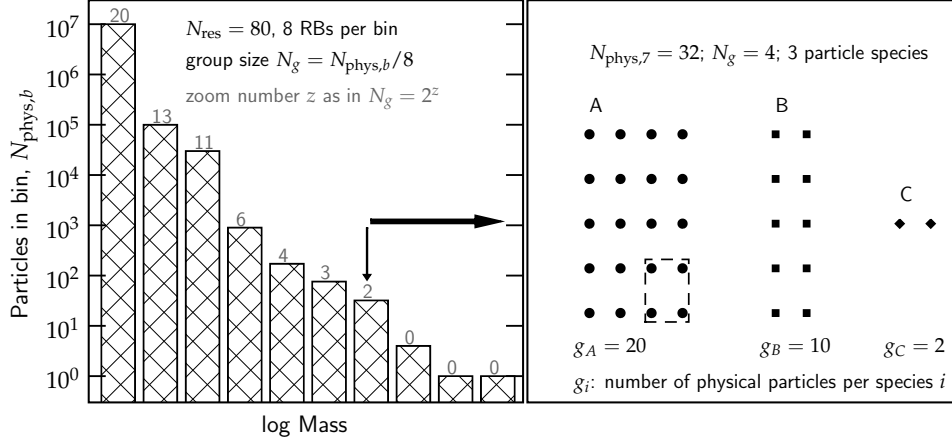 N_res = 80, 8 RBs per bin
group size N_g = N_phys,b/8
zoom number z as in N_g = 2^z
Particles in bin, N_phys,b
10^7
10^6
10^5
10^4
10^3
10^2
10^1
10^0
20
13
11
6
4
3
2
0
0
0
log Mass
N_phys,7 = 32; N_g = 4; 3 particle species
A
B
C
g_A = 20
g_B = 10
g_C = 2
g_i: number of physical particles per species i